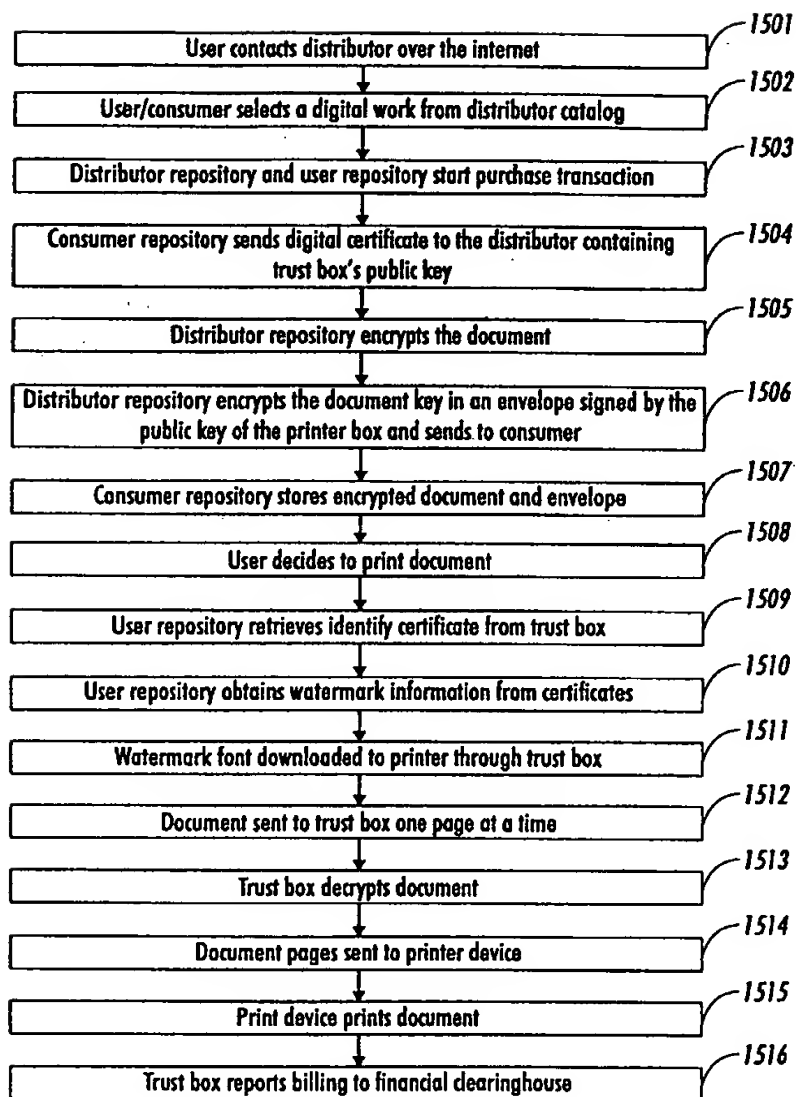 1501
User contacts distributor over the internet
1502
User/consumer selects a digital work from distributor catalog
1503
Distributor repository and user repository start purchase transaction
1504
Consumer repository sends digital certificate to the distributor containing
trust box's public key
1505
Distributor repository encrypts the document
1506
Distributor repository encrypts the document key in an envelope signed by the
public key of the printer box and sends to consumer
1507
Consumer repository stores encrypted document and envelope
1508
User decides to print document
1509
User repository retrieves identify certificate from trust box
1510
User repository obtains watermark information from certificates
1511
Watermark font downloaded to printer through trust box
1512
Document sent to trust box one page at a time
1513
Trust box decrypts document
1514
Document pages sent to printer device
1515
Print device prints document
1516
Trust box reports billing to financial clearinghouse